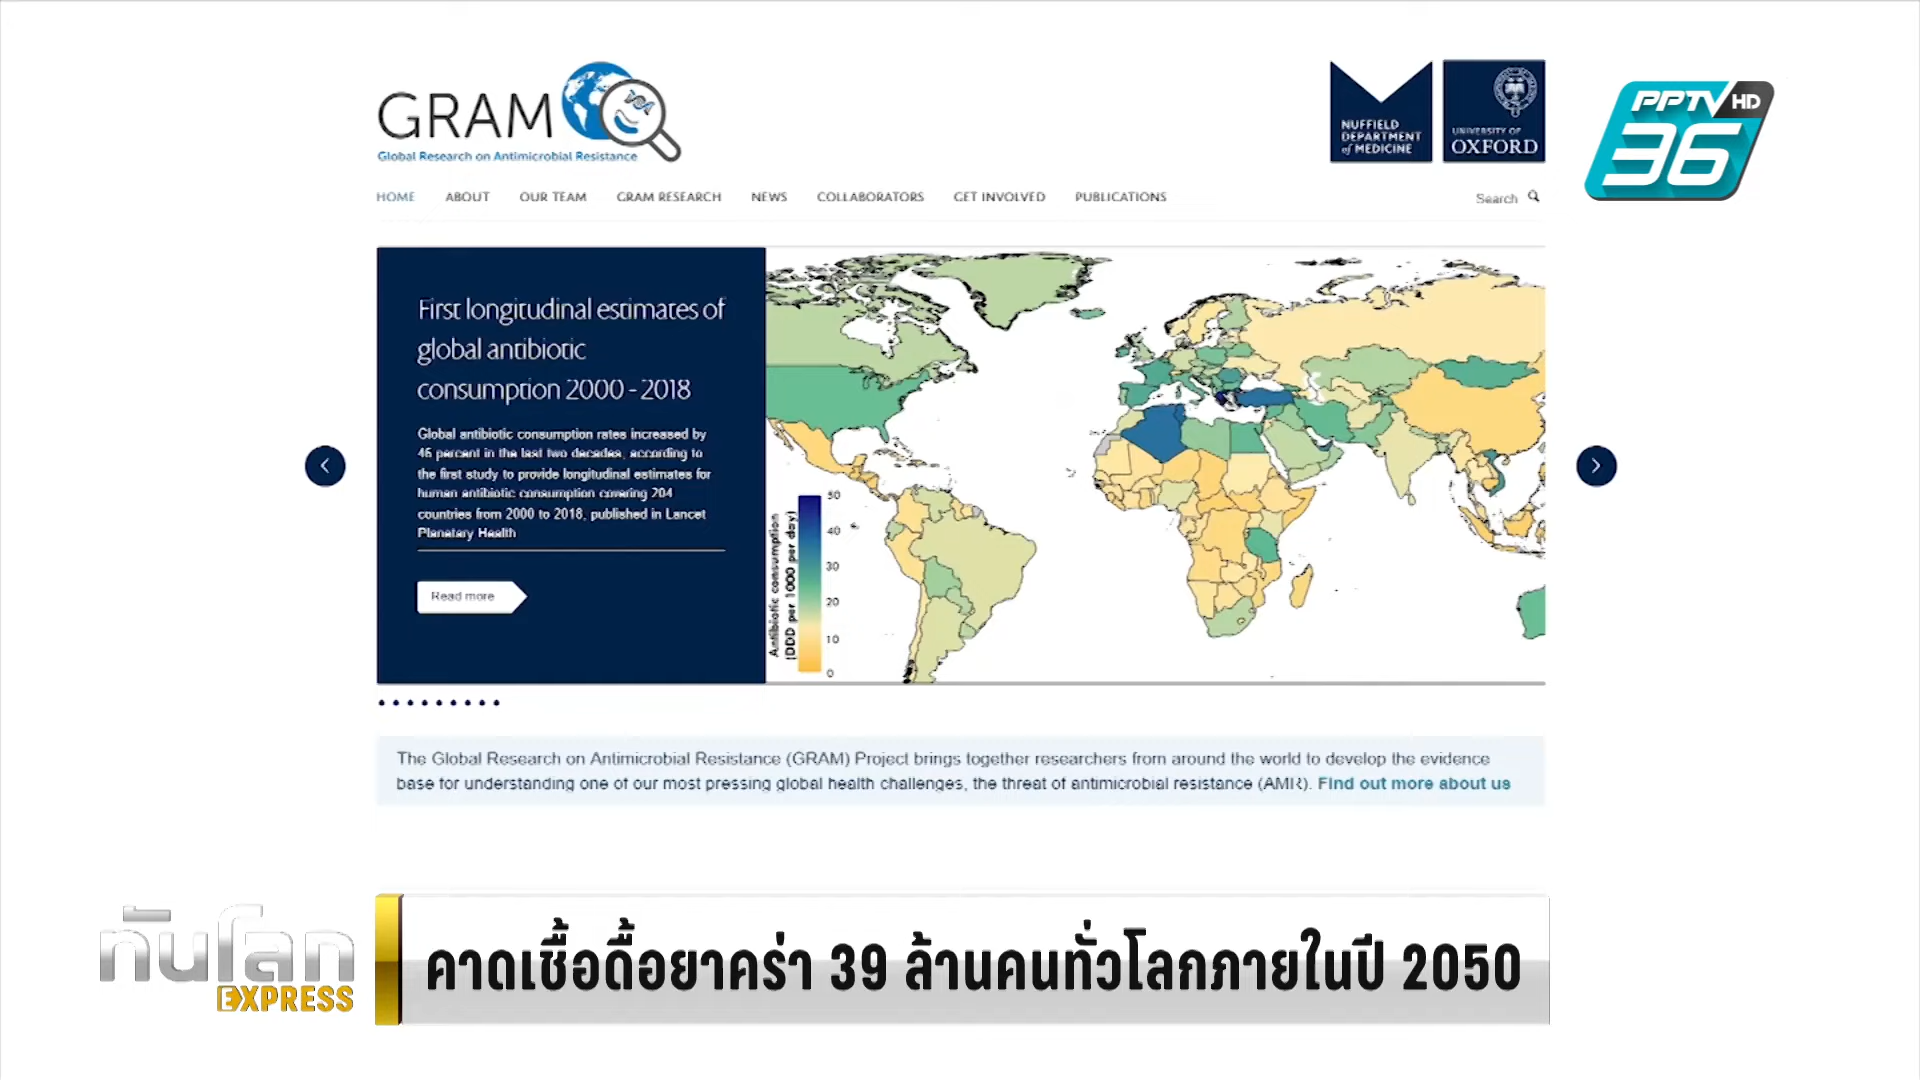 GRAM
Global Research on Antimicrobial Resistance
NUFFIELD
DEPARTMENT
of MEDICINE
UNIVERSITY OF
OXFORD
PPTV HD
36
HOME ABOUT OUR TEAM GRAM RESEARCH NEWS COLLABORATORS GET INVOLVED PUBLICATIONS
Search
First longitudinal estimates of
global antibiotic
consumption 2000 - 2018
Global antibiotic consumption rates increased by
46 percent in the last two decades, according to
the first study to provide longitudinal estimates for
human antibiotic consumption covering 204
countries from 2000 to 2018, published in Lancet
Planetary Health
Read more
Antibiotic consumption
(DDD per 1000 per day)
50
40
30
20
10
0
The Global Research on Antimicrobial Resistance (GRAM) Project brings together researchers from around the world to develop the evidence
base for understanding one of our most pressing global health challenges, the threat of antimicrobial resistance (AMR). Find out more about us
ทันโลก
EXPRESS
คาดเชื้อดื้อยาคร่า 39 ล้านคนทั่วโลกภายในปี 2050